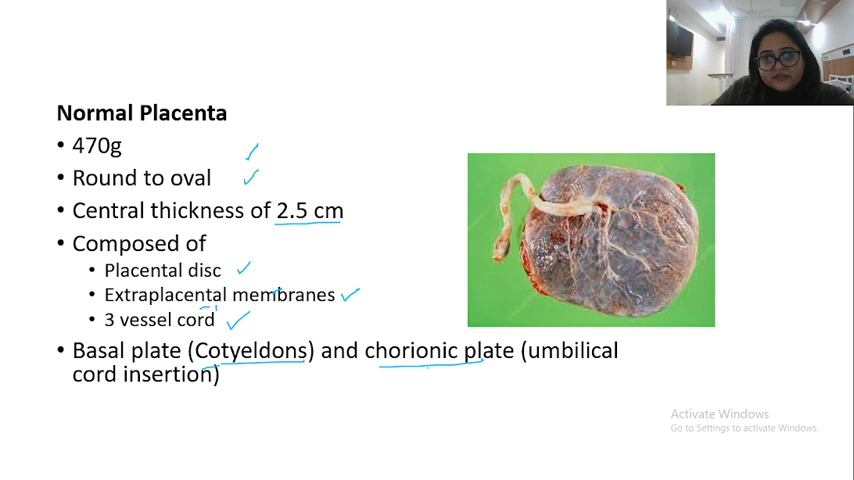 Normal Placenta
• 470g
• Round to oval
• Central thickness of 2.5 cm
• Composed of
• Placental disc
• Extraplacental membranes
• 3 vessel cord
• Basal plate (Cotyeldons) and chorionic plate (umbilical
cord insertion)
Activate Windows
Go to Settings to activate Windows.